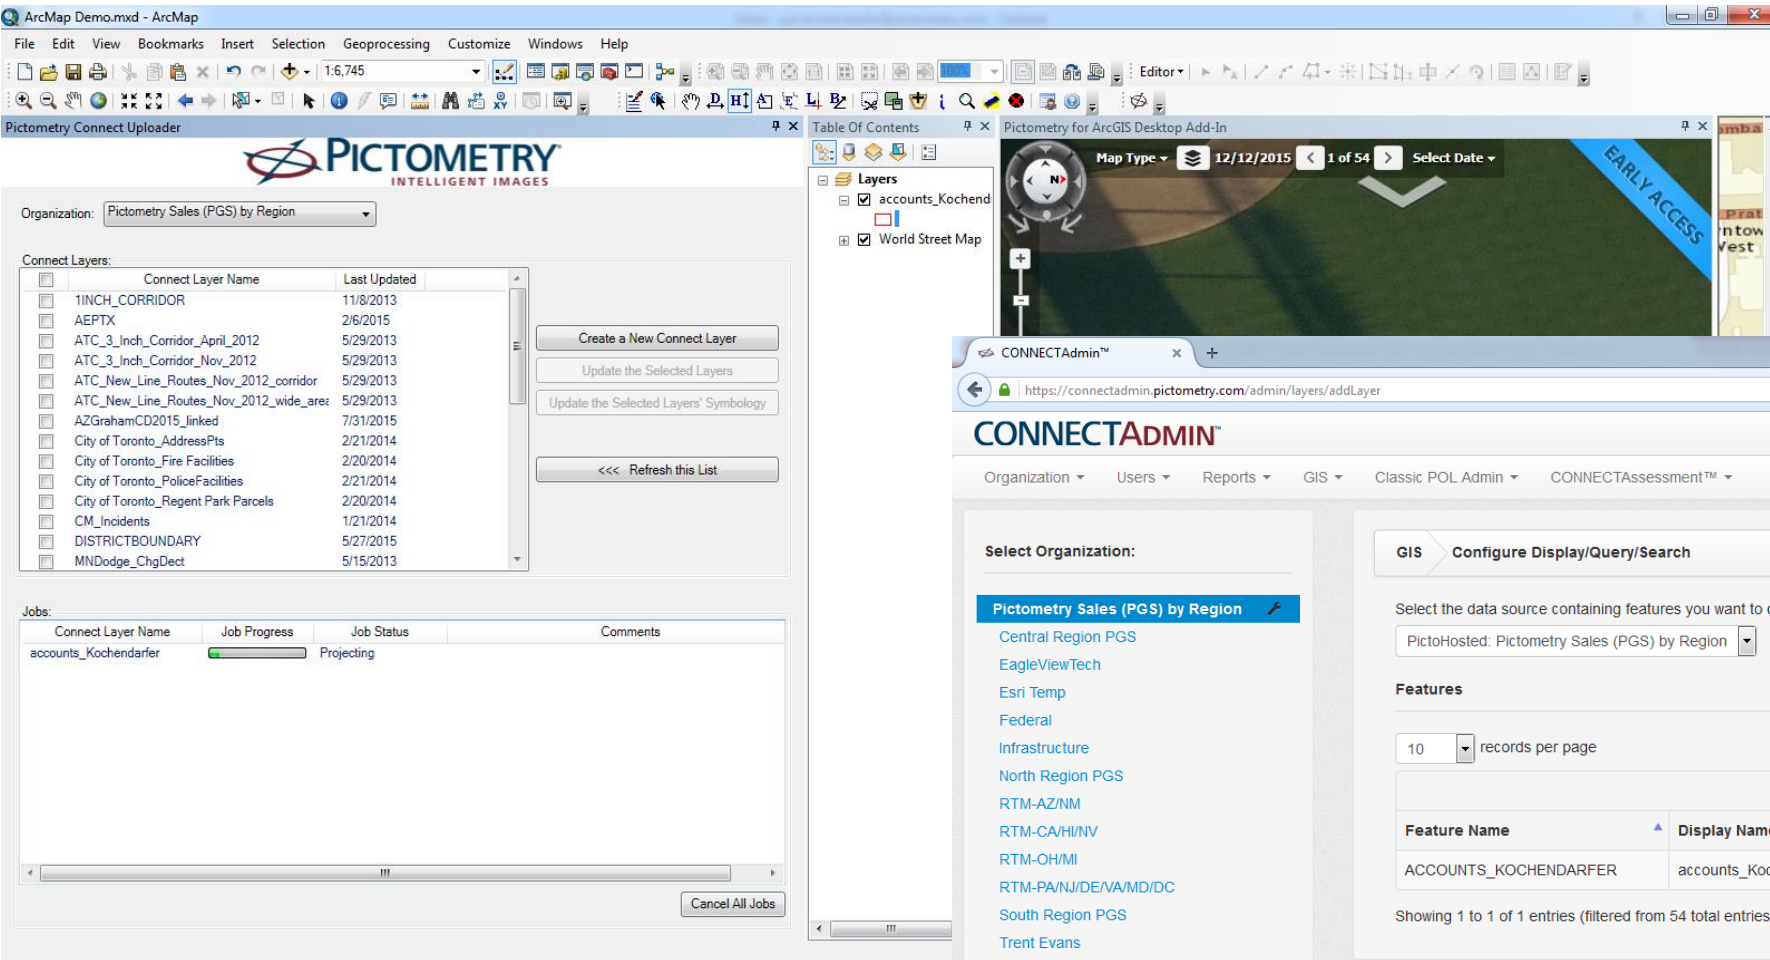 ArcMap Demo.mxd - ArcMap
File Edit View Bookmarks Insert Selection Geoprocessing Customize Windows Help
1:6,745
100%
Editor
Pictometry Connect Uploader
PICTOMETRY
INTELLIGENT IMAGES
Organization: Pictometry Sales (PGS) by Region
Connect Layers:
Connect Layer Name Last Updated
1INCH_CORRIDOR 11/8/2013
AEPTX 2/6/2015
ATC_3_Inch_Corridor_April_2012 5/29/2013
ATC_3_Inch_Corridor_Nov_2012 5/29/2013
ATC_New_Line_Routes_Nov_2012_corridor 5/29/2013
ATC_New_Line_Routes_Nov_2012_wide_area 5/29/2013
AZGrahamCD2015_linked 7/31/2015
City of Toronto_AddressPts 2/21/2014
City of Toronto_Fire Facilities 2/20/2014
City of Toronto_PoliceFacilities 2/21/2014
City of Toronto_Regent Park Parcels 2/20/2014
CM_Incidents 1/21/2014
DISTRICTBOUNDARY 5/27/2015
MNDodge_ChgDect 5/15/2013
Create a New Connect Layer
Update the Selected Layers
Update the Selected Layers' Symbology
<<< Refresh this List
Jobs:
Connect Layer Name Job Progress Job Status Comments
accounts_Kochendarfer Projecting
Cancel All Jobs
Table Of Contents
Layers
accounts_Kochend
World Street Map
Pictometry for ArcGIS Desktop Add-In
Map Type 12/12/2015 1 of 54 Select Date
N
EARLY ACCESS
omba
Prat
ntow
West
CONNECTAdmin™
https://connectadmin.pictometry.com/admin/layers/addLayer
CONNECTADMIN™
Organization Users Reports GIS Classic POL Admin CONNECTAssessment™
Select Organization:
Pictometry Sales (PGS) by Region
Central Region PGS
EagleViewTech
Esri Temp
Federal
Infrastructure
North Region PGS
RTM-AZ/NM
RTM-CA/HI/NV
RTM-OH/MI
RTM-PA/NJ/DE/VA/MD/DC
South Region PGS
Trent Evans
GIS Configure Display/Query/Search
Select the data source containing features you want to
PictoHosted: Pictometry Sales (PGS) by Region
Features
10 records per page
Feature Name Display Name
ACCOUNTS_KOCHENDARFER accounts_Koc
Showing 1 to 1 of 1 entries (filtered from 54 total entries